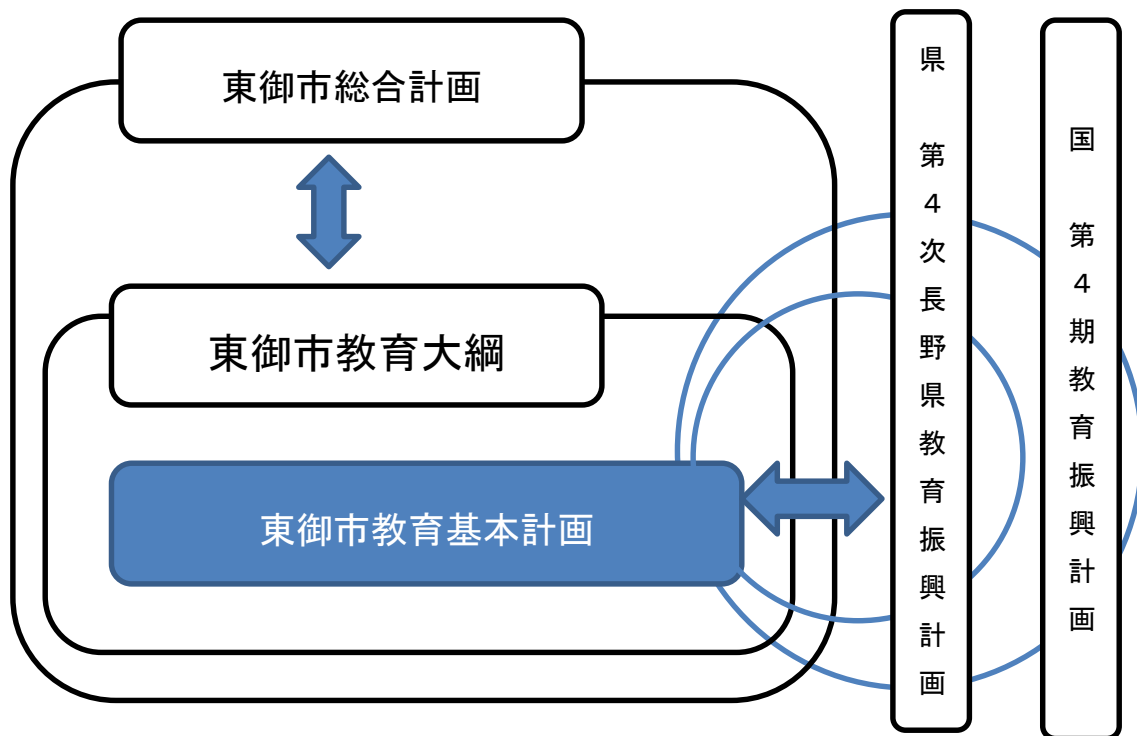 東御市総合計画
東御市教育大綱
東御市教育基本計画
県 第4次長野県教育振興計画
国 第4期教育振興計画